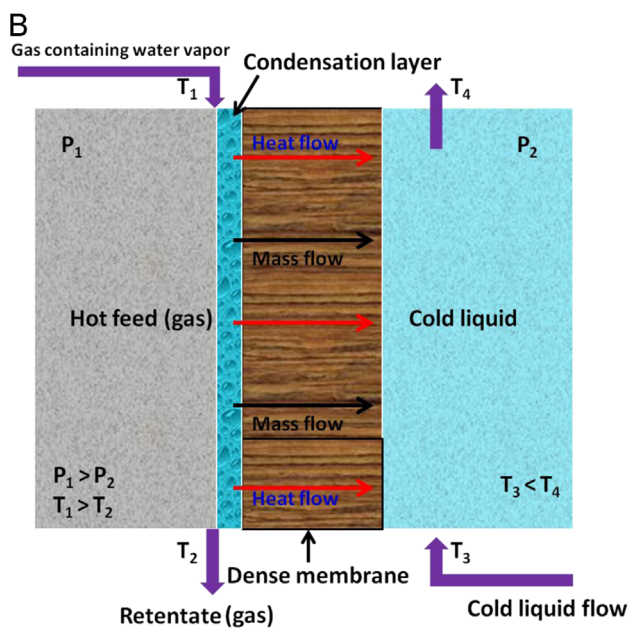 B
Gas containing water vapor
T₁
Condensation layer
T₄
P₁
Heat flow
P₂
Mass flow
Hot feed (gas)
Cold liquid
Mass flow
P₁ > P₂
T₁ > T₂
Heat flow
T₃ < T₄
T₂
Dense membrane
T₃
Retentate (gas)
Cold liquid flow